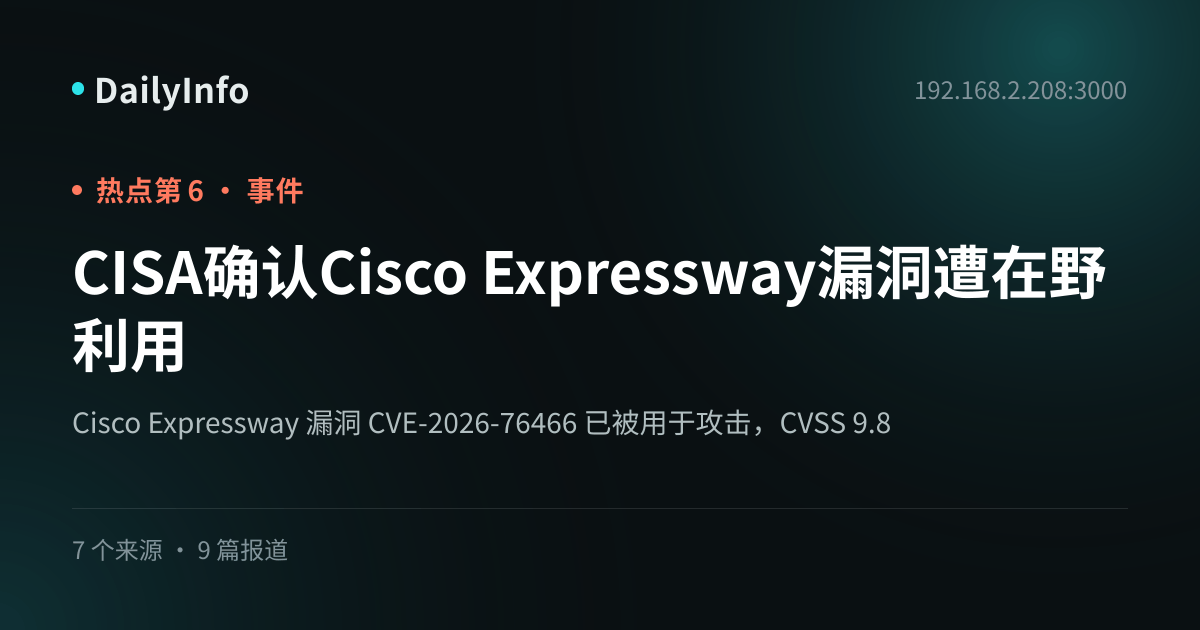 DailyInfo
192.168.2.208:3000
热点第 6 · 事件
CISA确认Cisco Expressway漏洞遭在野
利用
Cisco Expressway 漏洞 CVE-2026-76466 已被用于攻击，CVSS 9.8
7 个来源 · 9 篇报道